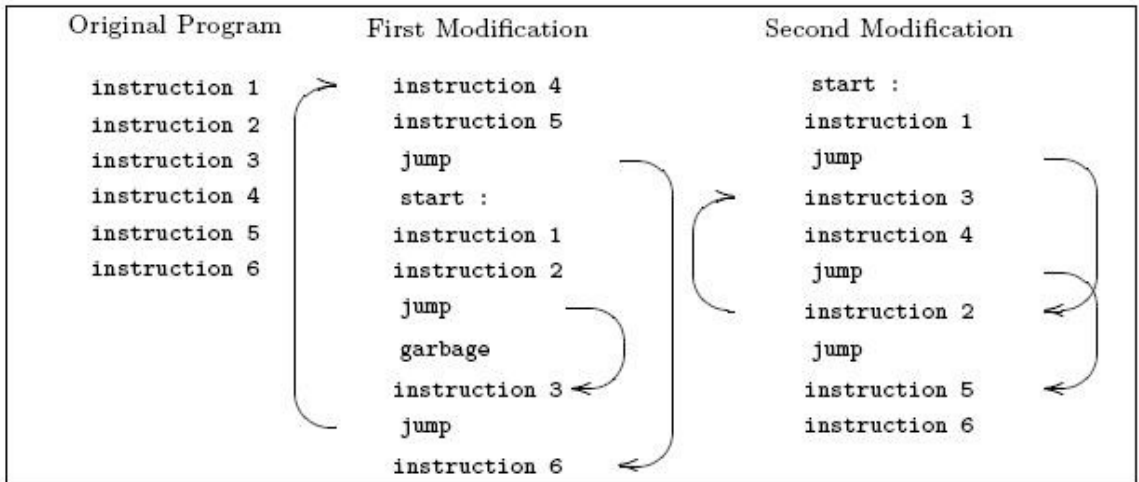 Original Program
instruction 1
instruction 2
instruction 3
instruction 4
instruction 5
instruction 6
First Modification
instruction 4
instruction 5
jump
start :
instruction 1
instruction 2
jump
garbage
instruction 3
jump
instruction 6
Second Modification
start :
instruction 1
jump
instruction 3
instruction 4
jump
instruction 2
jump
instruction 5
instruction 6